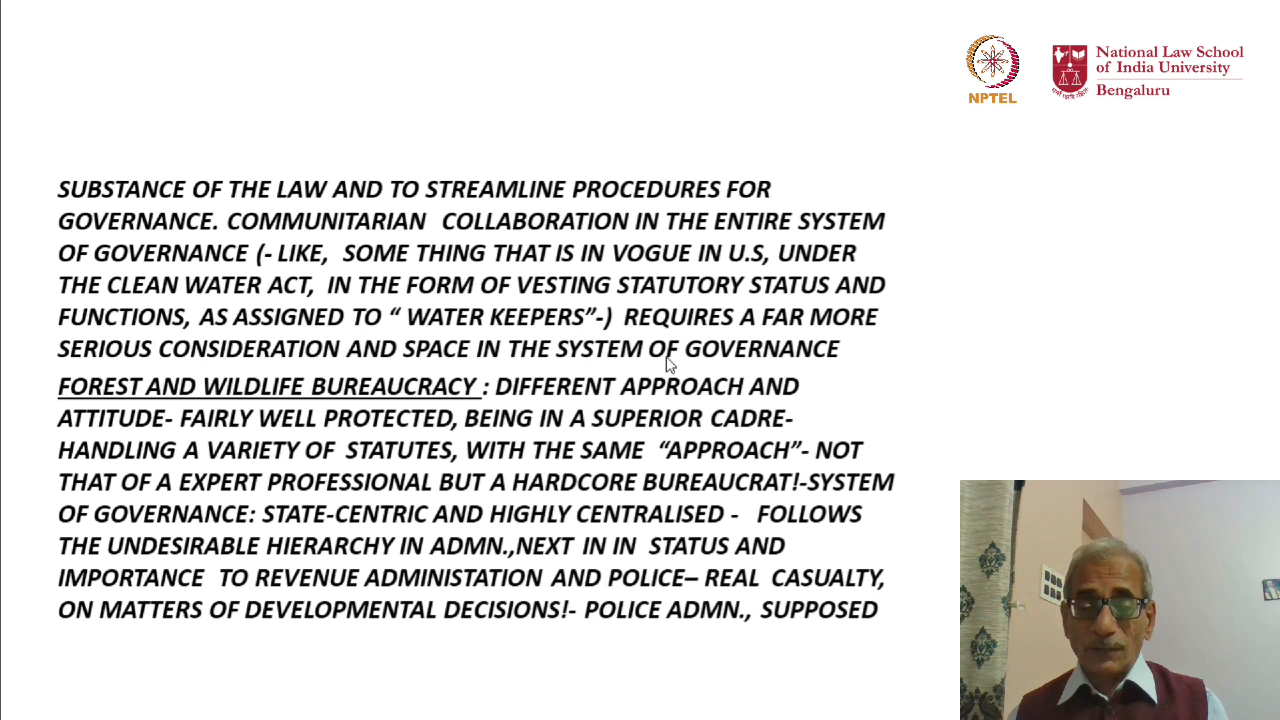 NPTEL
National Law School
of India University
Bengaluru
SUBSTANCE OF THE LAW AND TO STREAMLINE PROCEDURES FOR
GOVERNANCE. COMMUNITARIAN COLLABORATION IN THE ENTIRE SYSTEM
OF GOVERNANCE (- LIKE, SOME THING THAT IS IN VOGUE IN U.S, UNDER
THE CLEAN WATER ACT, IN THE FORM OF VESTING STATUTORY STATUS AND
FUNCTIONS, AS ASSIGNED TO “ WATER KEEPERS”-) REQUIRES A FAR MORE
SERIOUS CONSIDERATION AND SPACE IN THE SYSTEM OF GOVERNANCE
FOREST AND WILDLIFE BUREAUCRACY : DIFFERENT APPROACH AND
ATTITUDE- FAIRLY WELL PROTECTED, BEING IN A SUPERIOR CADRE-
HANDLING A VARIETY OF STATUTES, WITH THE SAME “APPROACH”- NOT
THAT OF A EXPERT PROFESSIONAL BUT A HARDCORE BUREAUCRAT!-SYSTEM
OF GOVERNANCE: STATE-CENTRIC AND HIGHLY CENTRALISED - FOLLOWS
THE UNDESIRABLE HIERARCHY IN ADMN.,NEXT IN IN STATUS AND
IMPORTANCE TO REVENUE ADMINISTATION AND POLICE– REAL CASUALTY,
ON MATTERS OF DEVELOPMENTAL DECISIONS!- POLICE ADMN., SUPPOSED